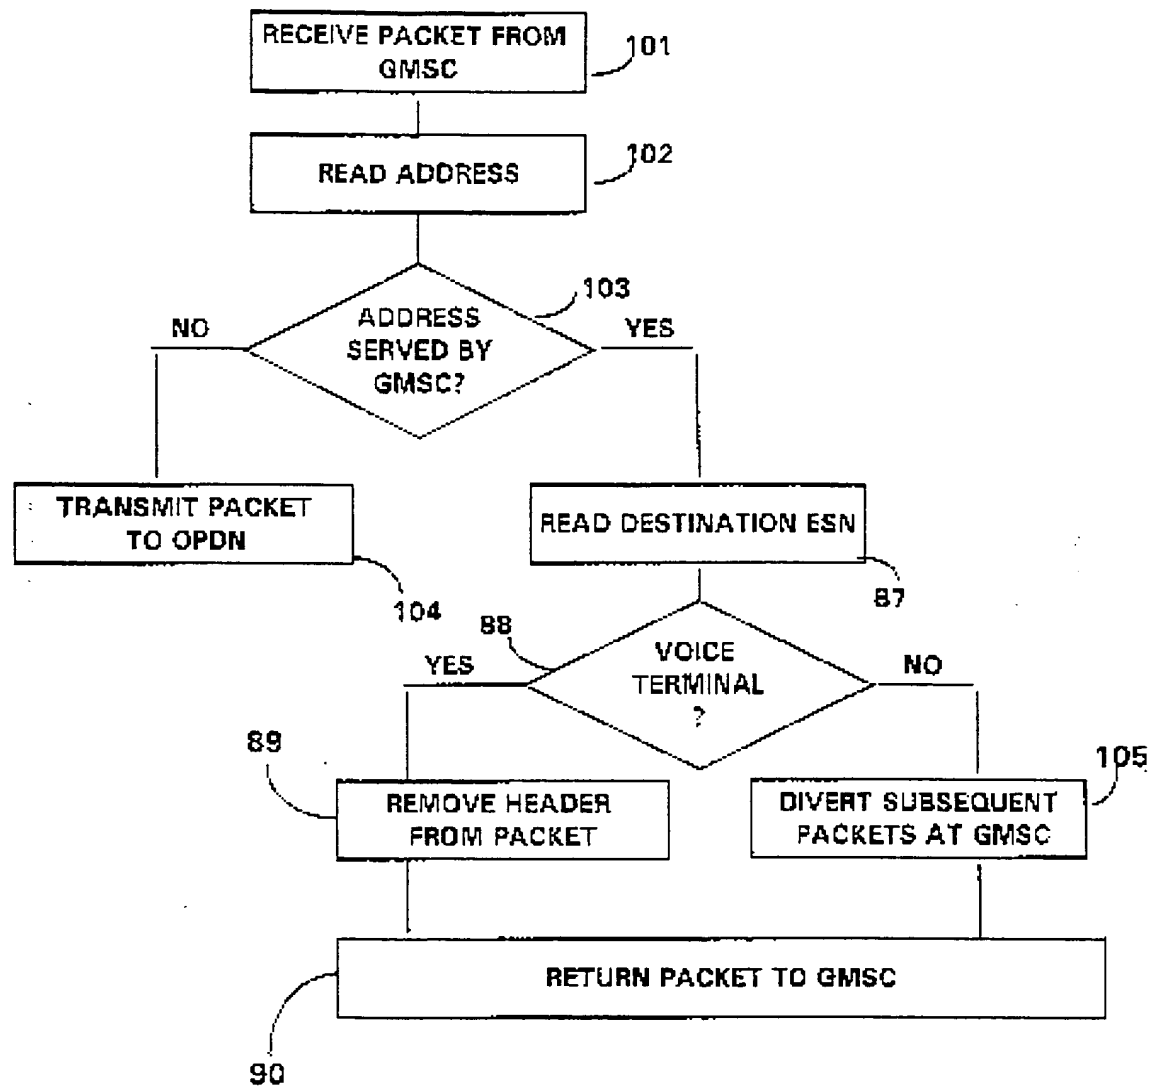 RECEIVE PACKET FROM
GMSC
101
READ ADDRESS
102
103
ADDRESS
SERVED BY
GMSC?
NO
YES
TRANSMIT PACKET
TO OPDN
104
READ DESTINATION ESN
87
88
VOICE
TERMINAL
?
YES
NO
89
REMOVE HEADER
FROM PACKET
105
DIVERT SUBSEQUENT
PACKETS AT GMSC
RETURN PACKET TO GMSC
90